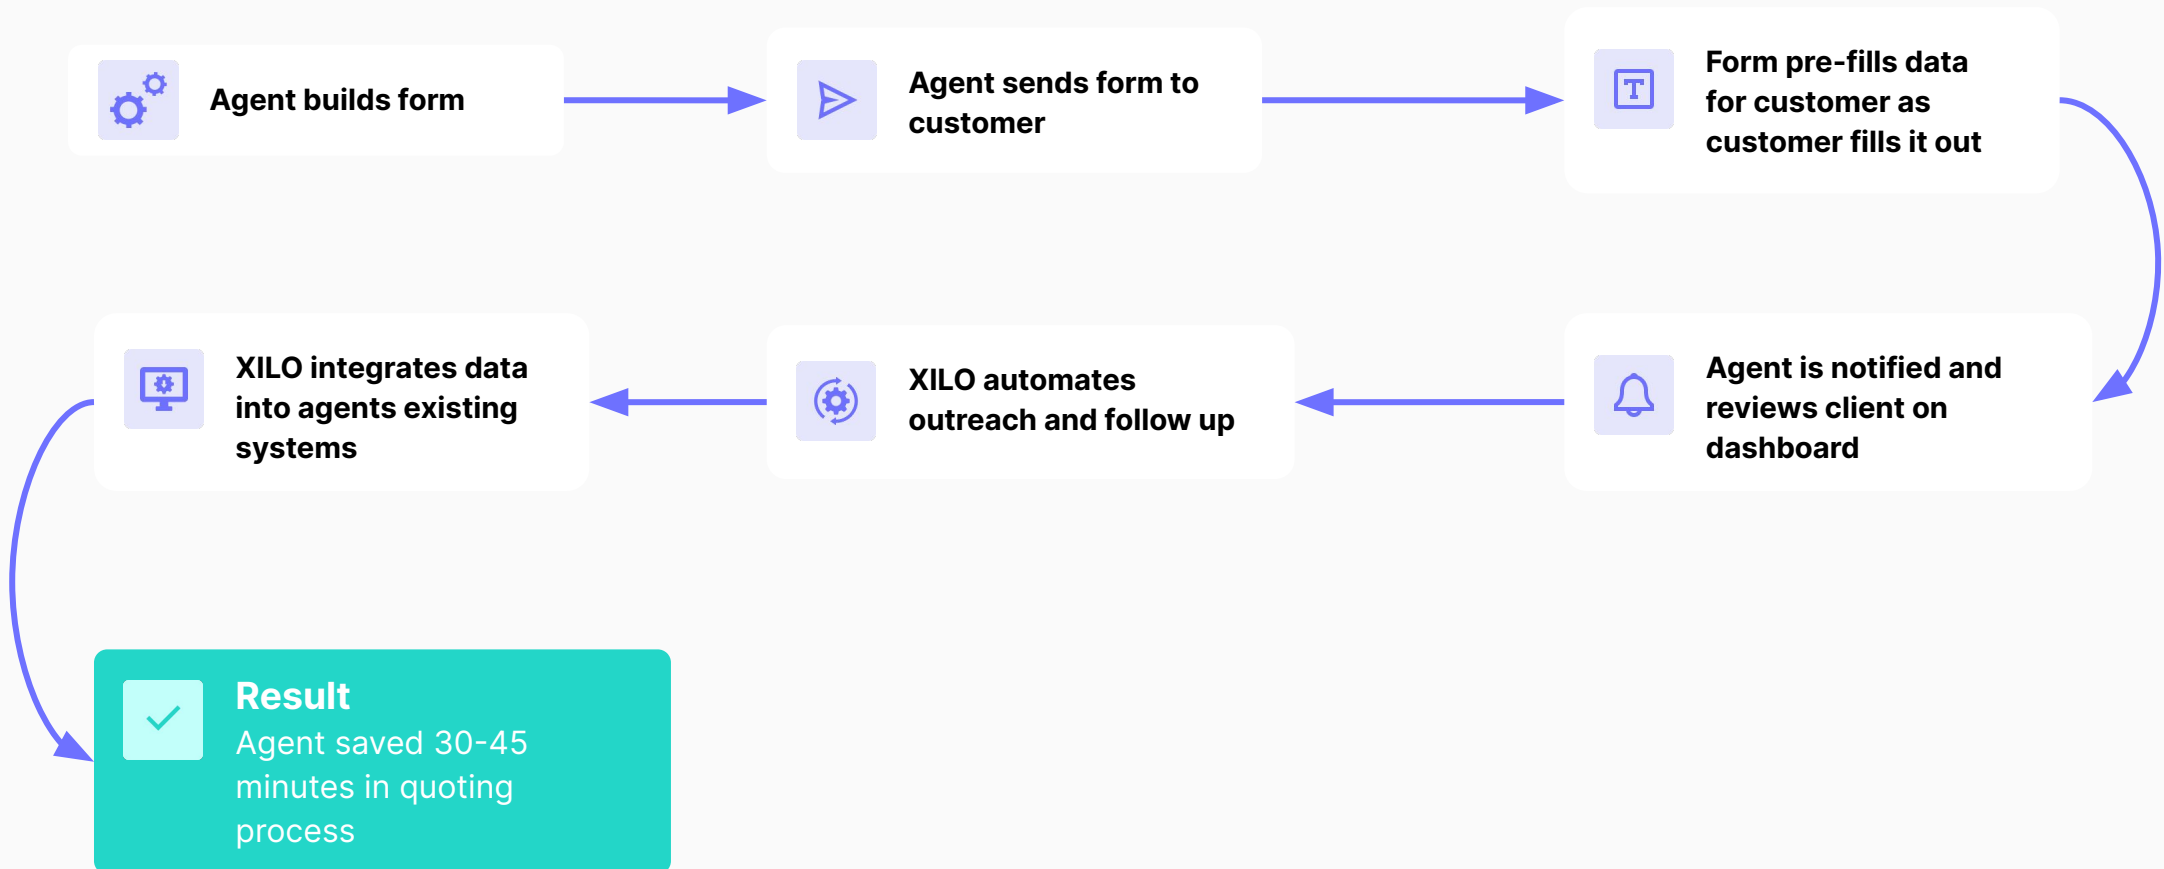 Agent builds form
Agent sends form to
customer
Form pre-fills data
for customer as
customer fills it out
Agent is notified and
reviews client on
dashboard
XILO automates
outreach and follow up
XILO integrates data
into agents existing
systems
Result
Agent saved 30-45
minutes in quoting
process